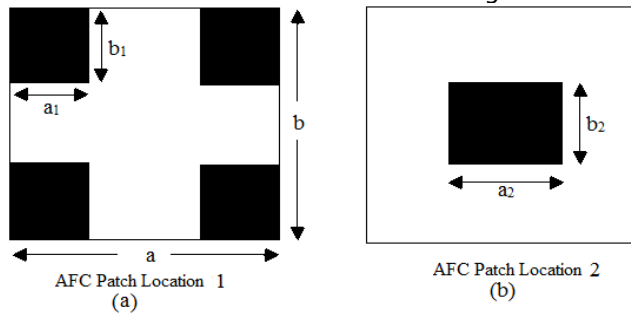 b1
a1
b
a
AFC Patch Location 1
(a)
b2
a2
AFC Patch Location 2
(b)